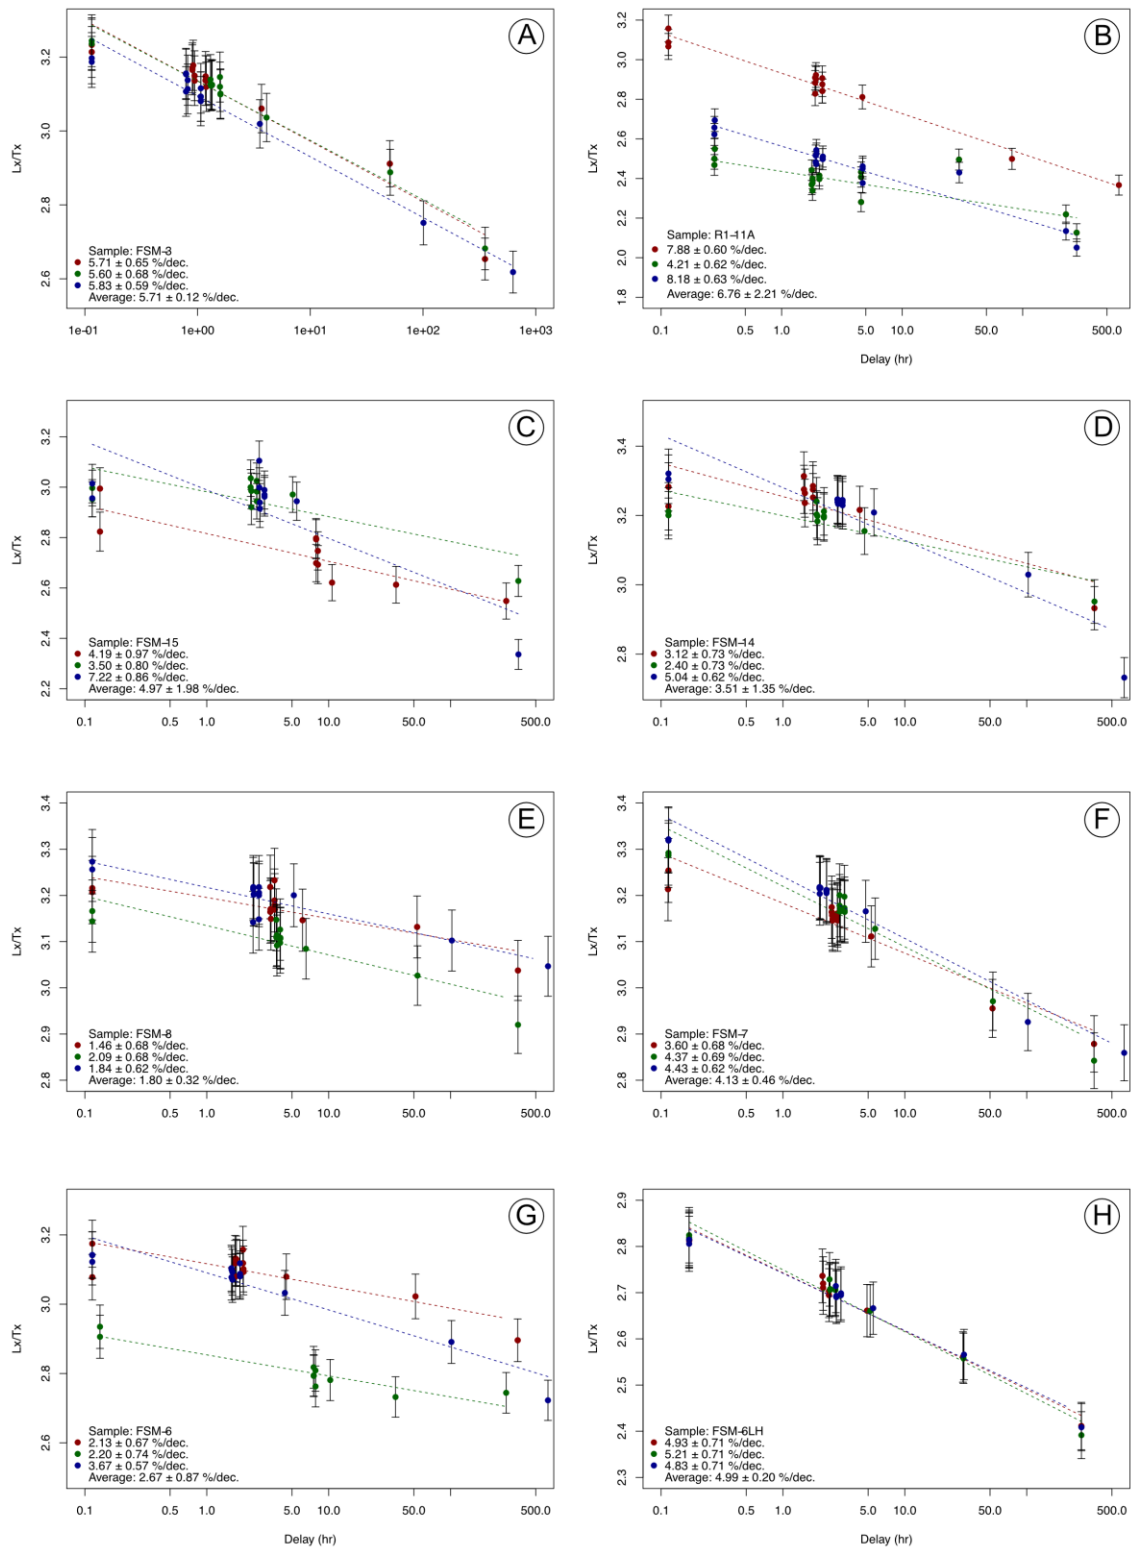 A
Lx/Tx
3.2
3.0
2.8
2.6
Sample: FSM-3
5.71 ± 0.65 %/dec.
5.60 ± 0.68 %/dec.
5.83 ± 0.59 %/dec.
Average: 5.71 ± 0.12 %/dec.
1e-01 1e+00 1e+01 1e+02 1e+03
B
Lx/Tx
3.2
3.0
2.8
2.6
2.4
2.2
2.0
1.8
Sample: R1-11A
7.88 ± 0.60 %/dec.
4.21 ± 0.62 %/dec.
8.18 ± 0.63 %/dec.
Average: 6.76 ± 2.21 %/dec.
0.1 0.5 1.0 5.0 10.0 50.0 500.0
Delay (hr)
C
Lx/Tx
3.2
3.0
2.8
2.6
2.4
2.2
Sample: FSM-15
4.19 ± 0.97 %/dec.
3.50 ± 0.80 %/dec.
7.22 ± 0.86 %/dec.
Average: 4.97 ± 1.98 %/dec.
0.1 0.5 1.0 5.0 10.0 50.0 500.0
D
Lx/Tx
3.4
3.2
3.0
2.8
Sample: FSM-14
3.12 ± 0.73 %/dec.
2.40 ± 0.73 %/dec.
5.04 ± 0.62 %/dec.
Average: 3.51 ± 1.35 %/dec.
0.1 0.5 1.0 5.0 10.0 50.0 500.0
E
Lx/Tx
3.4
3.3
3.2
3.1
3.0
2.9
2.8
Sample: FSM-8
1.46 ± 0.68 %/dec.
2.09 ± 0.68 %/dec.
1.84 ± 0.62 %/dec.
Average: 1.80 ± 0.32 %/dec.
0.1 0.5 1.0 5.0 10.0 50.0 500.0
F
Lx/Tx
3.4
3.3
3.2
3.1
3.0
2.9
2.8
Sample: FSM-7
3.60 ± 0.68 %/dec.
4.37 ± 0.69 %/dec.
4.43 ± 0.62 %/dec.
Average: 4.13 ± 0.46 %/dec.
0.1 0.5 1.0 5.0 10.0 50.0 500.0
G
Lx/Tx
3.2
3.0
2.8
2.6
Sample: FSM-6
2.13 ± 0.67 %/dec.
2.20 ± 0.74 %/dec.
3.67 ± 0.57 %/dec.
Average: 2.67 ± 0.87 %/dec.
0.1 0.5 1.0 5.0 10.0 50.0 500.0
Delay (hr)
H
Lx/Tx
2.9
2.8
2.7
2.6
2.5
2.4
2.3
Sample: FSM-6LH
4.93 ± 0.71 %/dec.
5.21 ± 0.71 %/dec.
4.83 ± 0.71 %/dec.
Average: 4.99 ± 0.20 %/dec.
0.1 0.5 1.0 5.0 10.0 50.0 500.0
Delay (hr)